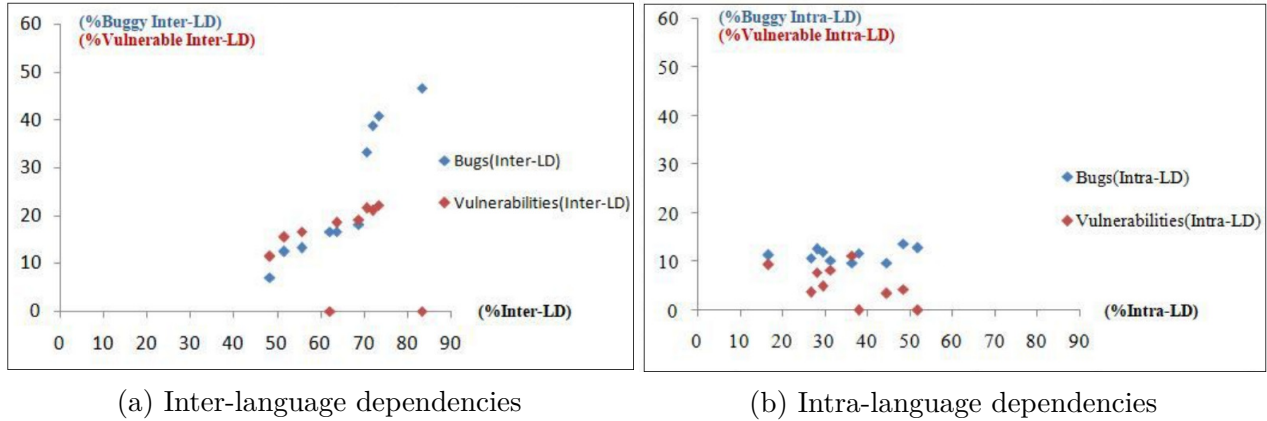 (%Buggy Inter-LD)
(%Vulnerable Inter-LD)
60
50
40
30
20
10
0
0 10 20 30 40 50 60 70 80 90
(%Inter-LD)
Bugs(Inter-LD)
Vulnerabilities(Inter-LD)
(a) Inter-language dependencies
(%Buggy Intra-LD)
(%Vulnerable Intra-LD)
60
50
40
30
20
10
0
0 10 20 30 40 50 60 70 80 90
(%Intra-LD)
Bugs(Intra-LD)
Vulnerabilities(Intra-LD)
(b) Intra-language dependencies